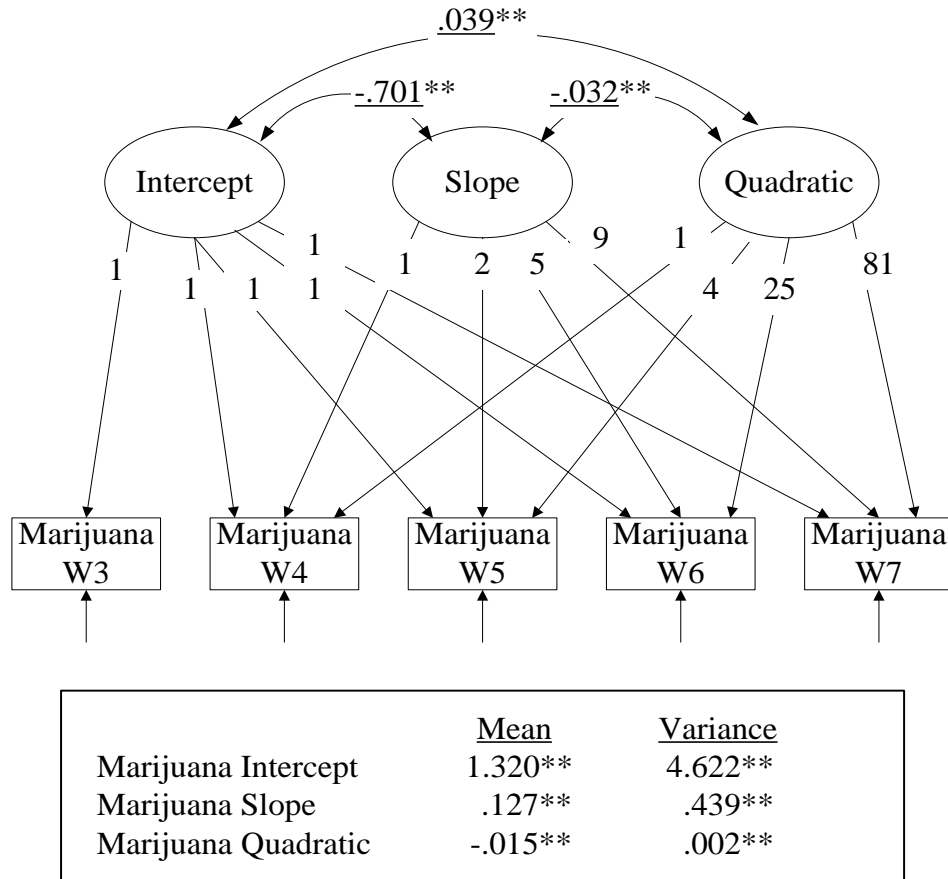 .039**
-.701** -.032**
Intercept Slope Quadratic
1 9 1
1 1 2 5 81
1 1 1 4 25
Marijuana W3
Marijuana W4
Marijuana W5
Marijuana W6
Marijuana W7
Mean Variance
Marijuana Intercept 1.320** 4.622**
Marijuana Slope .127** .439**
Marijuana Quadratic -.015** .002**